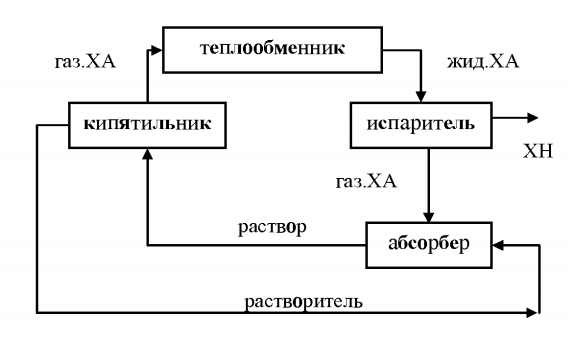 теплообменник
газ.ХА
жид.ХА
кипятильник
испаритель
ХН
газ.ХА
раствор
абсорбер
растворитель